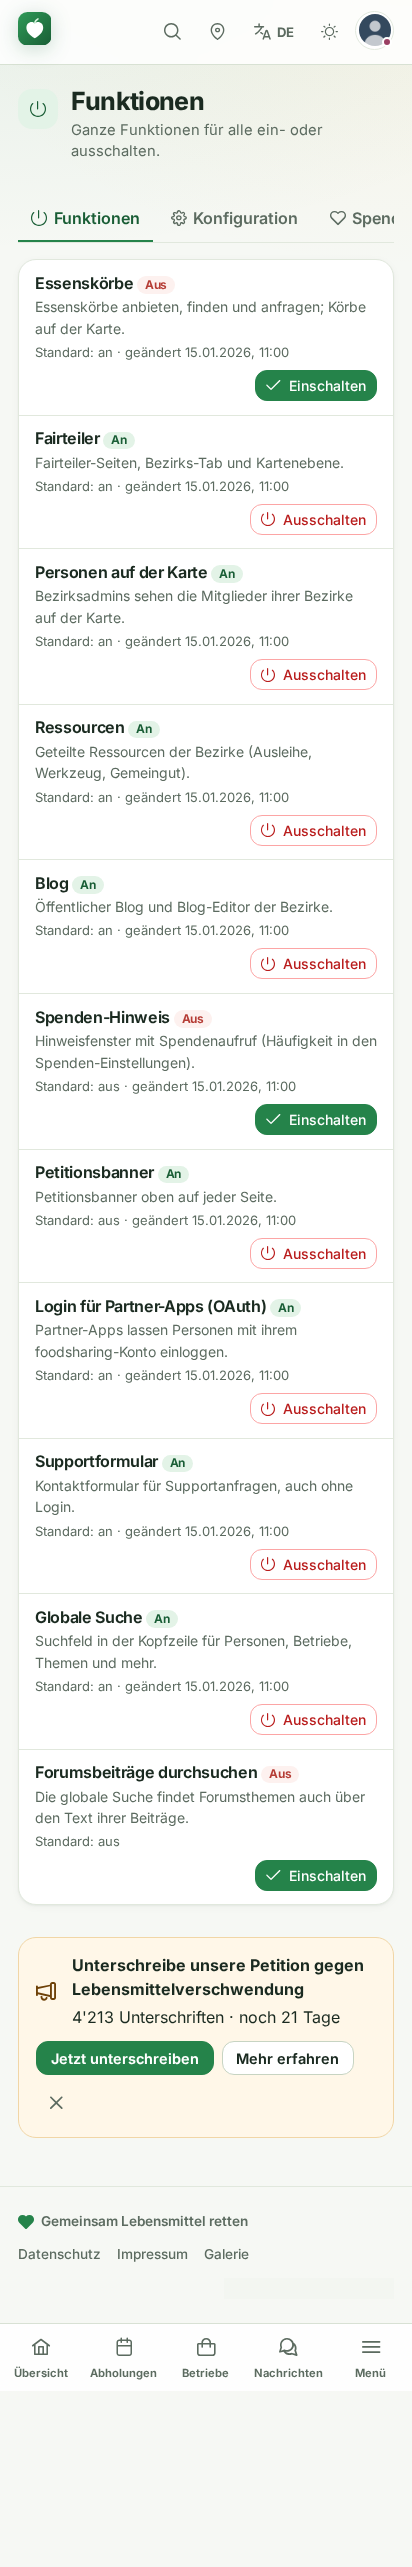 DE
Funktionen
Ganze Funktionen für alle ein- oder
ausschalten.
Funktionen Konfiguration Spend
Essenskörbe Aus
Essenskörbe anbieten, finden und anfragen; Körbe
auf der Karte.
Standard: an · geändert 15.01.2026, 11:00
Einschalten
Fairteiler An
Fairteiler-Seiten, Bezirks-Tab und Kartenebene.
Standard: an · geändert 15.01.2026, 11:00
Ausschalten
Personen auf der Karte An
Bezirksadmins sehen die Mitglieder ihrer Bezirke
auf der Karte.
Standard: an · geändert 15.01.2026, 11:00
Ausschalten
Ressourcen An
Geteilte Ressourcen der Bezirke (Ausleihe,
Werkzeug, Gemeingut).
Standard: an · geändert 15.01.2026, 11:00
Ausschalten
Blog An
Öffentlicher Blog und Blog-Editor der Bezirke.
Standard: an · geändert 15.01.2026, 11:00
Ausschalten
Spenden-Hinweis Aus
Hinweisfenster mit Spendenaufruf (Häufigkeit in den
Spenden-Einstellungen).
Standard: aus · geändert 15.01.2026, 11:00
Einschalten
Petitionsbanner An
Petitionsbanner oben auf jeder Seite.
Standard: aus · geändert 15.01.2026, 11:00
Ausschalten
Login für Partner-Apps (OAuth) An
Partner-Apps lassen Personen mit ihrem
foodsharing-Konto einloggen.
Standard: an · geändert 15.01.2026, 11:00
Ausschalten
Supportformular An
Kontaktformular für Supportanfragen, auch ohne
Login.
Standard: an · geändert 15.01.2026, 11:00
Ausschalten
Globale Suche An
Suchfeld in der Kopfzeile für Personen, Betriebe,
Themen und mehr.
Standard: an · geändert 15.01.2026, 11:00
Ausschalten
Forumsbeiträge durchsuchen Aus
Die globale Suche findet Forumsthemen auch über
den Text ihrer Beiträge.
Standard: aus
Einschalten
Unterschreibe unsere Petition gegen
Lebensmittelverschwendung
4'213 Unterschriften · noch 21 Tage
Jetzt unterschreiben Mehr erfahren
Gemeinsam Lebensmittel retten
Datenschutz Impressum Galerie
Übersicht Abholungen Betriebe Nachrichten Menü